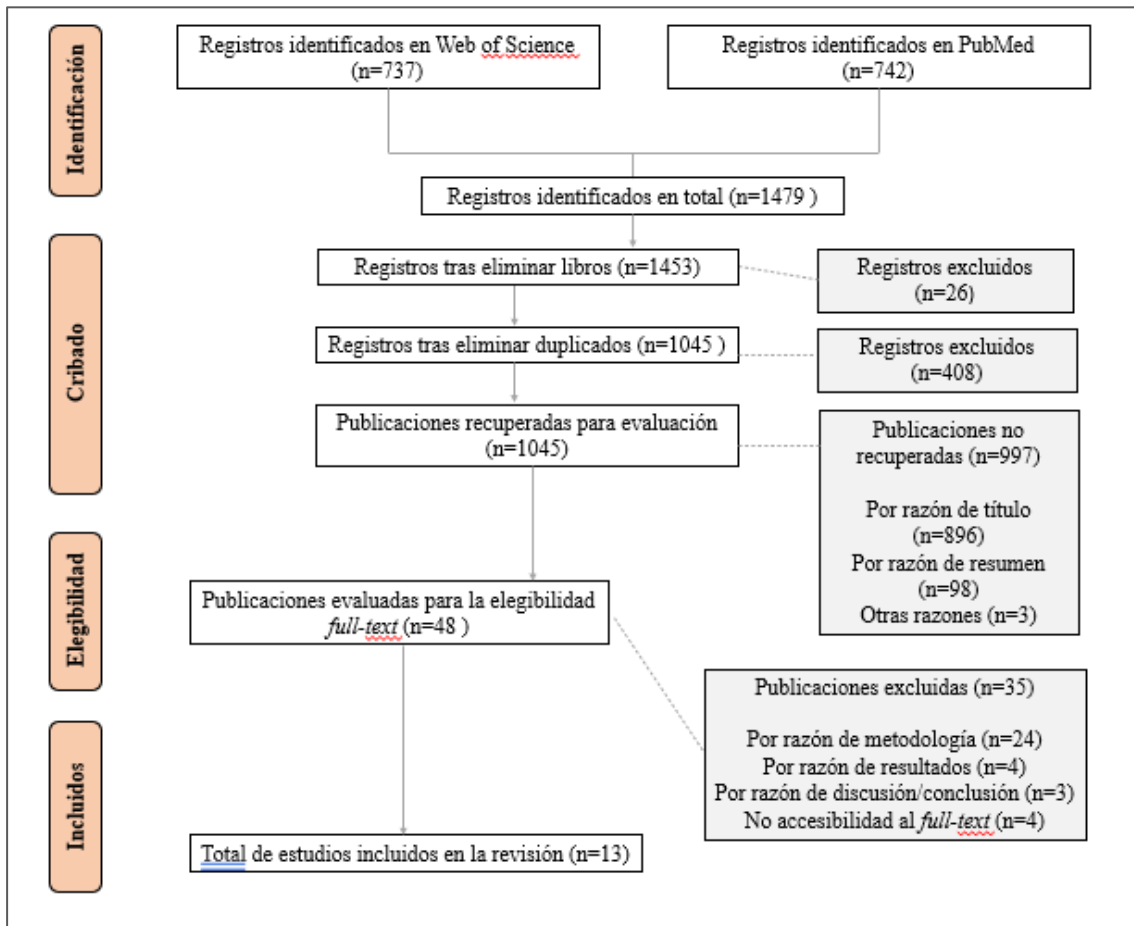 Identificación
Registros identificados en Web of Science
(n=737)
Registros identificados en PubMed
(n=742)
Registros identificados en total (n=1479 )
Cribado
Registros tras eliminar libros (n=1453)
Registros excluidos
(n=26)
Registros tras eliminar duplicados (n=1045 )
Registros excluidos
(n=408)
Publicaciones recuperadas para evaluación
(n=1045)
Publicaciones no
recuperadas (n=997)
Por razón de título
(n=896)
Por razón de resumen
(n=98)
Otras razones (n=3)
Elegibilidad
Publicaciones evaluadas para la elegibilidad
full-text (n=48 )
Publicaciones excluidas (n=35)
Por razón de metodología (n=24)
Por razón de resultados (n=4)
Por razón de discusión/conclusión (n=3)
No accesibilidad al full-text (n=4)
Incluidos
Total de estudios incluidos en la revisión (n=13)